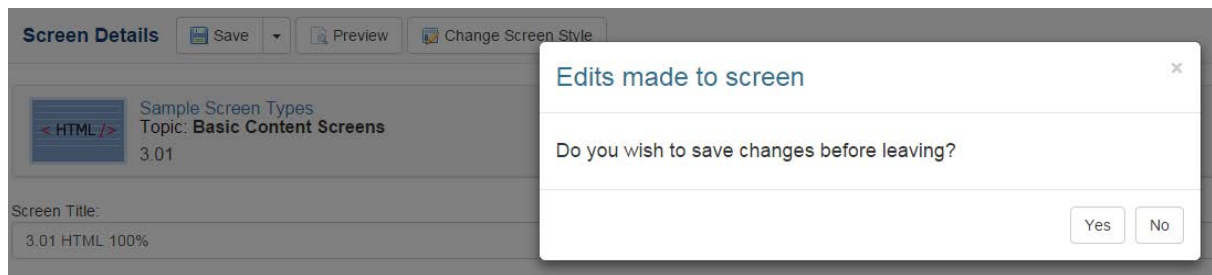 Screen Details Save Preview Change Screen Style
Edits made to screen ×
Sample Screen Types
< HTML /> Topic: Basic Content Screens
3.01
Do you wish to save changes before leaving?
Screen Title:
3.01 HTML 100%
Yes No